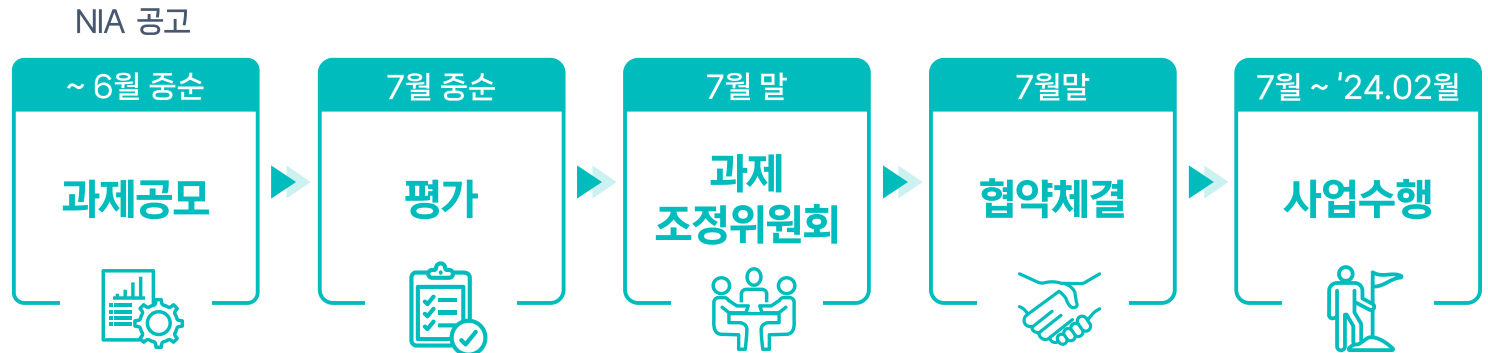 NIA 공고
~ 6월 중순
과제공모
7월 중순
평가
7월 말
과제
조정위원회
7월말
협약체결
7월 ~ '24.02월
사업수행